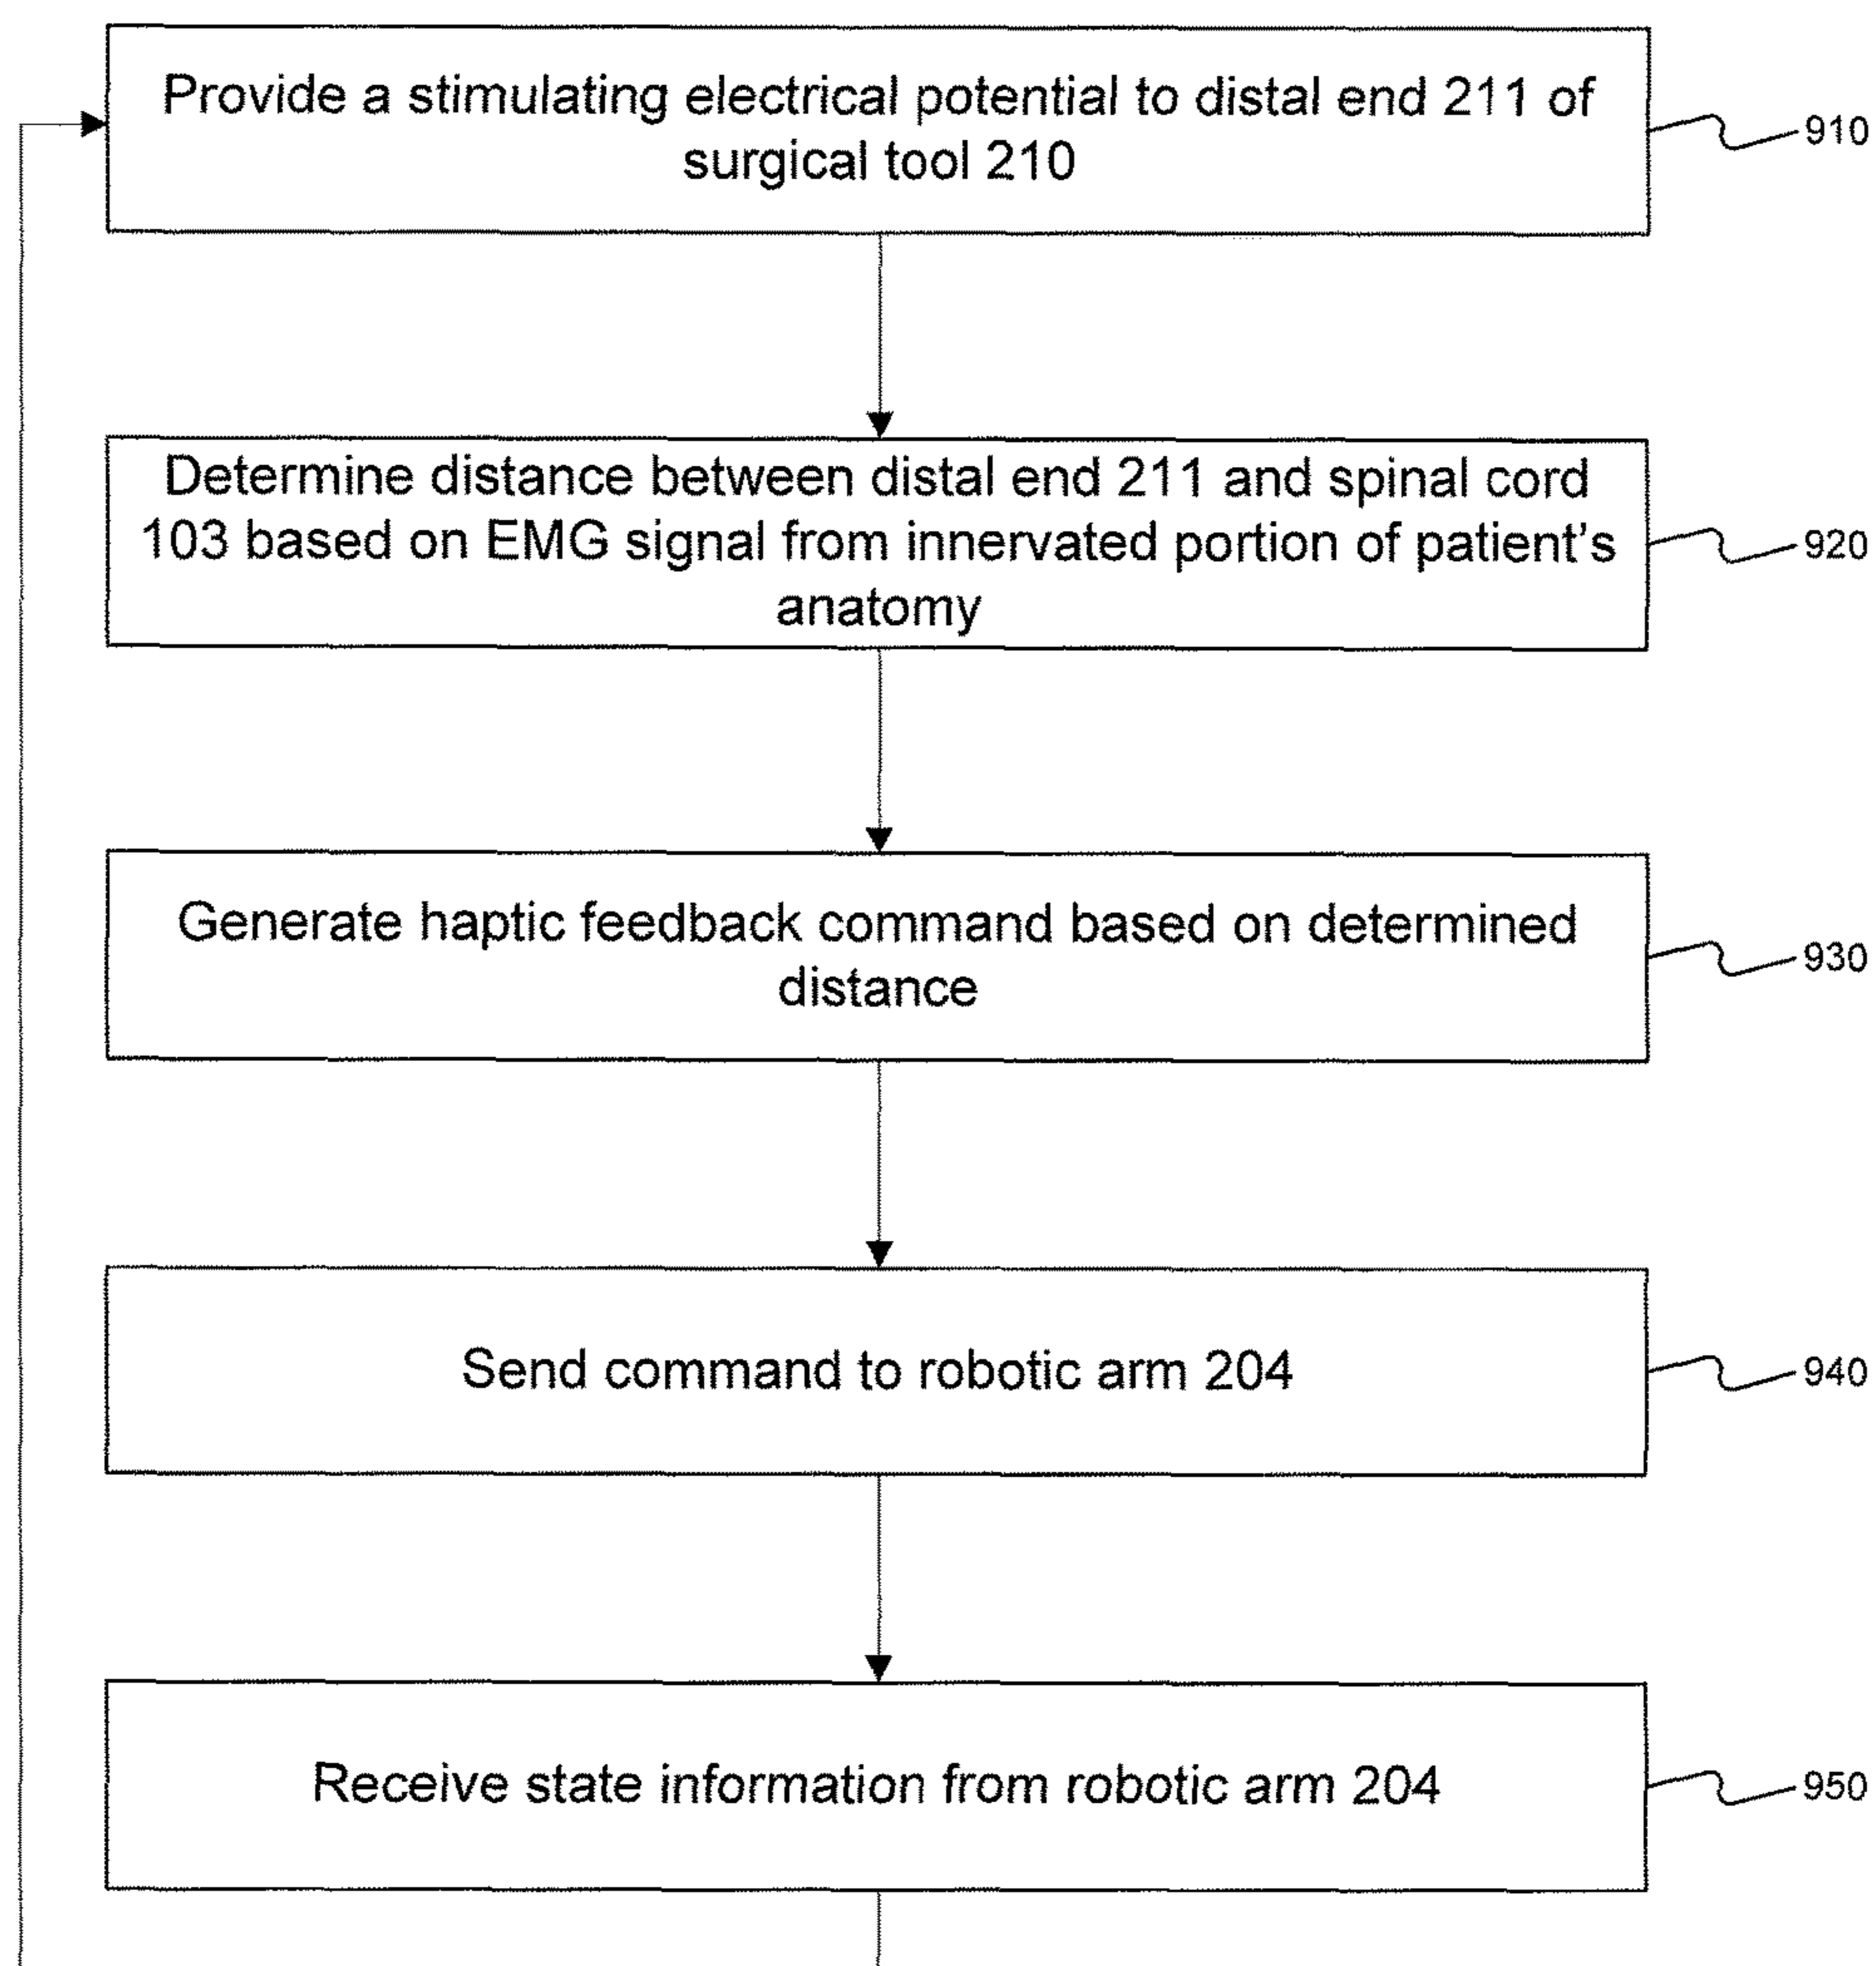 Provide a stimulating electrical potential to distal end 211 of
surgical tool 210
910
Determine distance between distal end 211 and spinal cord
103 based on EMG signal from innervated portion of patient's
anatomy
920
Generate haptic feedback command based on determined
distance
930
Send command to robotic arm 204
940
Receive state information from robotic arm 204
950